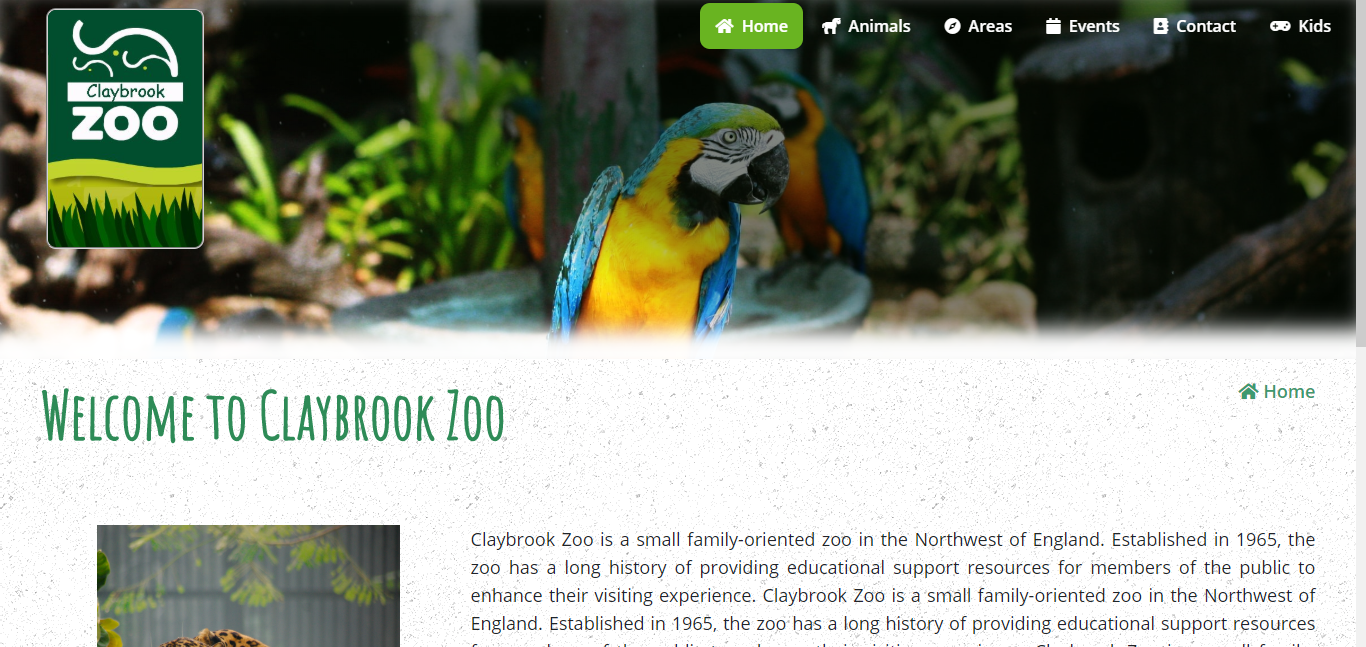 Claybrook
ZOO
Home
Animals
Areas
Events
Contact
Kids
Welcome to Claybrook Zoo
Home
Claybrook Zoo is a small family-oriented zoo in the Northwest of England. Established in 1965, the
zoo has a long history of providing educational support resources for members of the public to
enhance their visiting experience. Claybrook Zoo is a small family-oriented zoo in the Northwest of
England. Established in 1965, the zoo has a long history of providing educational support resources